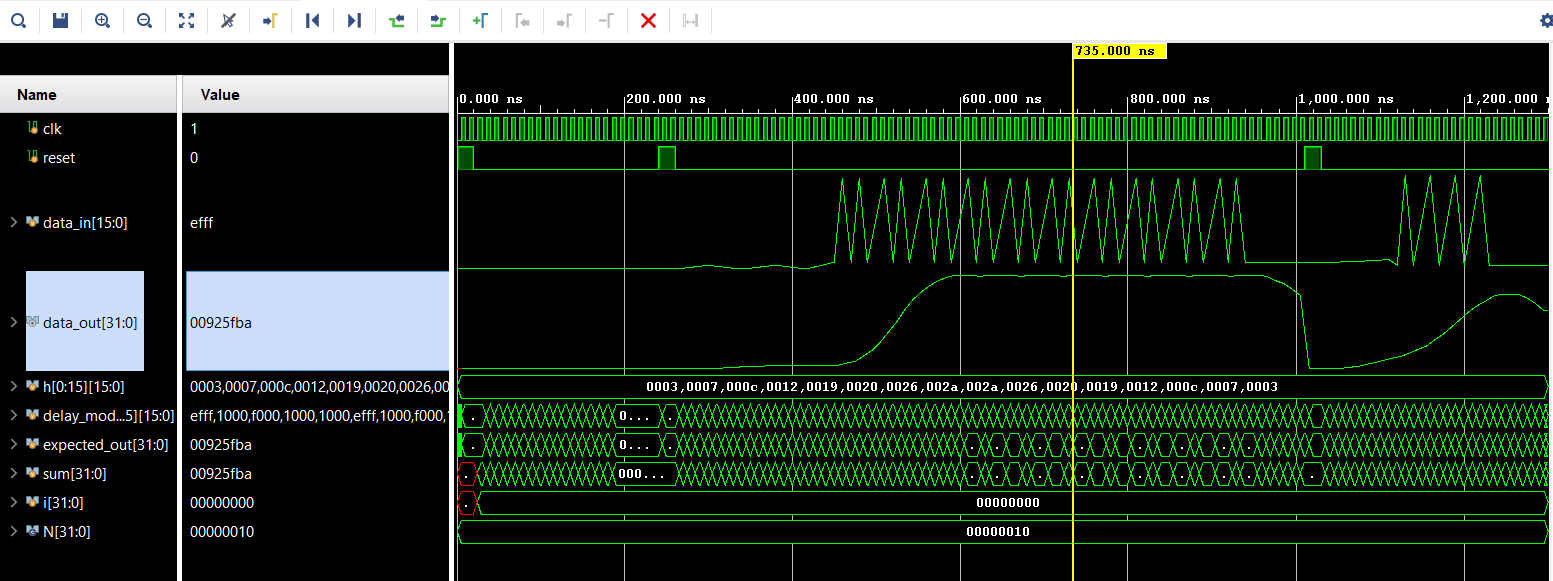 735.000 ns
Name Value
0.000 ns 200.000 ns 400.000 ns 600.000 ns 800.000 ns 1,000.000 ns 1,200.000
clk 1
reset 0
data_in[15:0] efff
data_out[31:0] 00925fba
h[0:15][15:0] 0003,0007,000c,0012,0019,0020,0026,00 0003,0007,000c,0012,0019,0020,0026,002a,002a,0026,0020,0019,0012,000c,0007,0003
delay_mod...5][15:0] efff,1000,f000,1000,1000,efff,1000,f000, . 0... .
expected_out[31:0] 00925fba . 0... . . . . . . . . . . . .
sum[31:0] 00925fba . 000... . . . . . . . . . . .
i[31:0] 00000000 . 00000000
N[31:0] 00000010 00000010